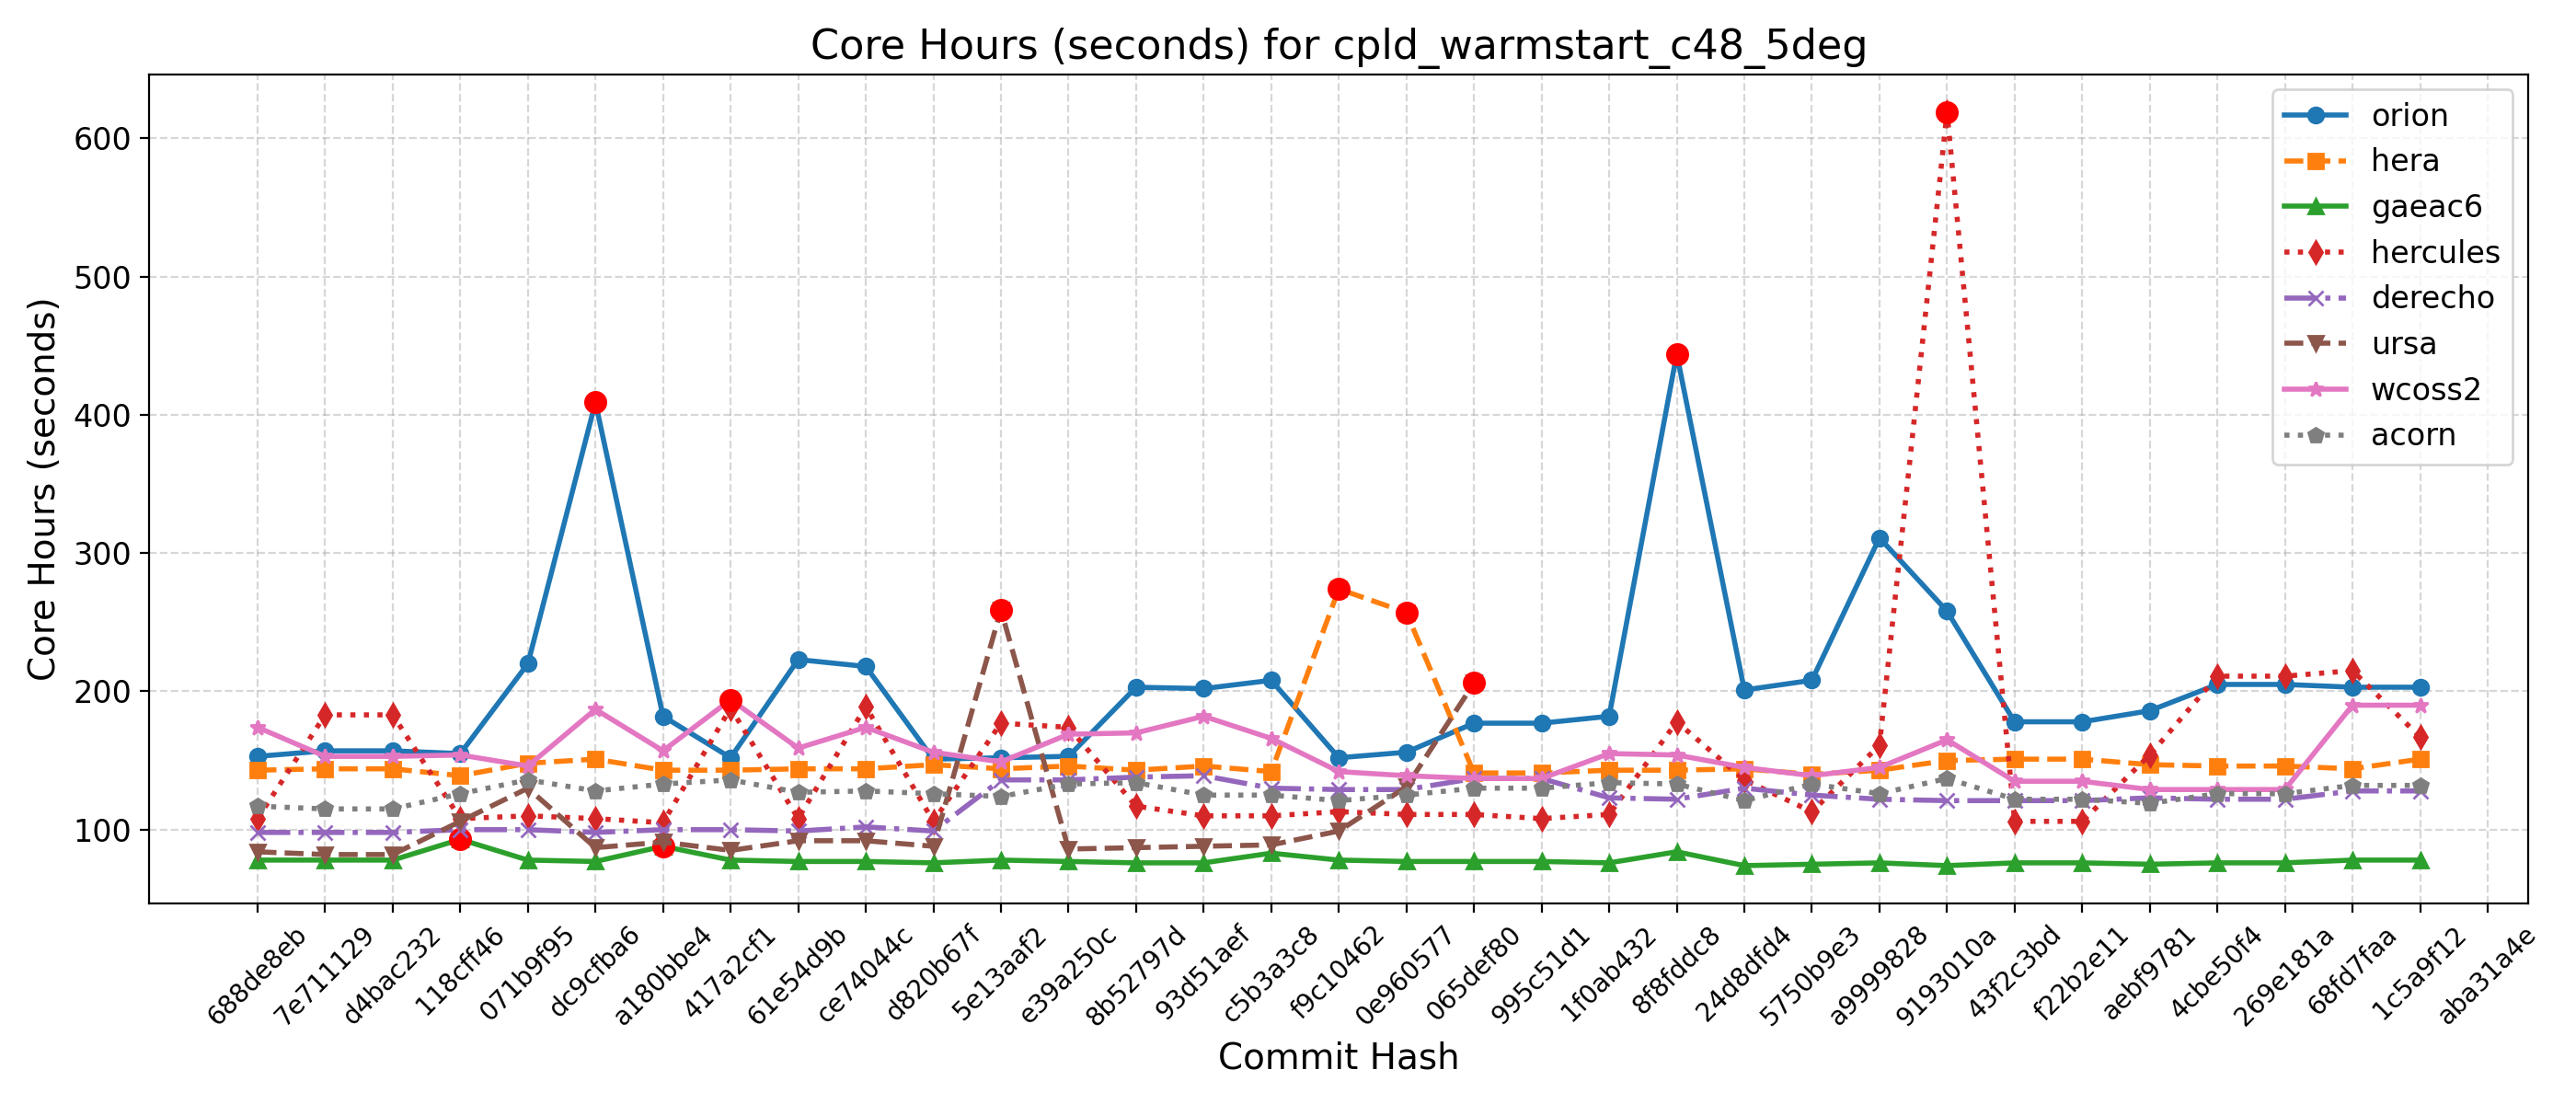 Core Hours (seconds) for cpld_warmstart_c48_5deg
Core Hours (seconds)
600
500
400
300
200
100
orion
hera
gaeac6
hercules
derecho
ursa
wcoss2
acorn
688de8eb
7e711129
d4bac232
118cff46
071b9f95
dc9cfba6
a180bbe4
417a2cf1
61e54d9b
ce74044c
d820b67f
5e13aaf2
e39a250c
8b52797d
93d51aef
c5b3a3c8
f9c10462
0e960577
065def80
995c51d1
1f0ab432
8f8fddc8
24d8dfd4
5750b9e3
a9999828
9193010a
43f2c3bd
f22b2e11
aebf9781
4cbe50f4
269e181a
68fd7faa
1c5a9f12
aba31a4e
Commit Hash